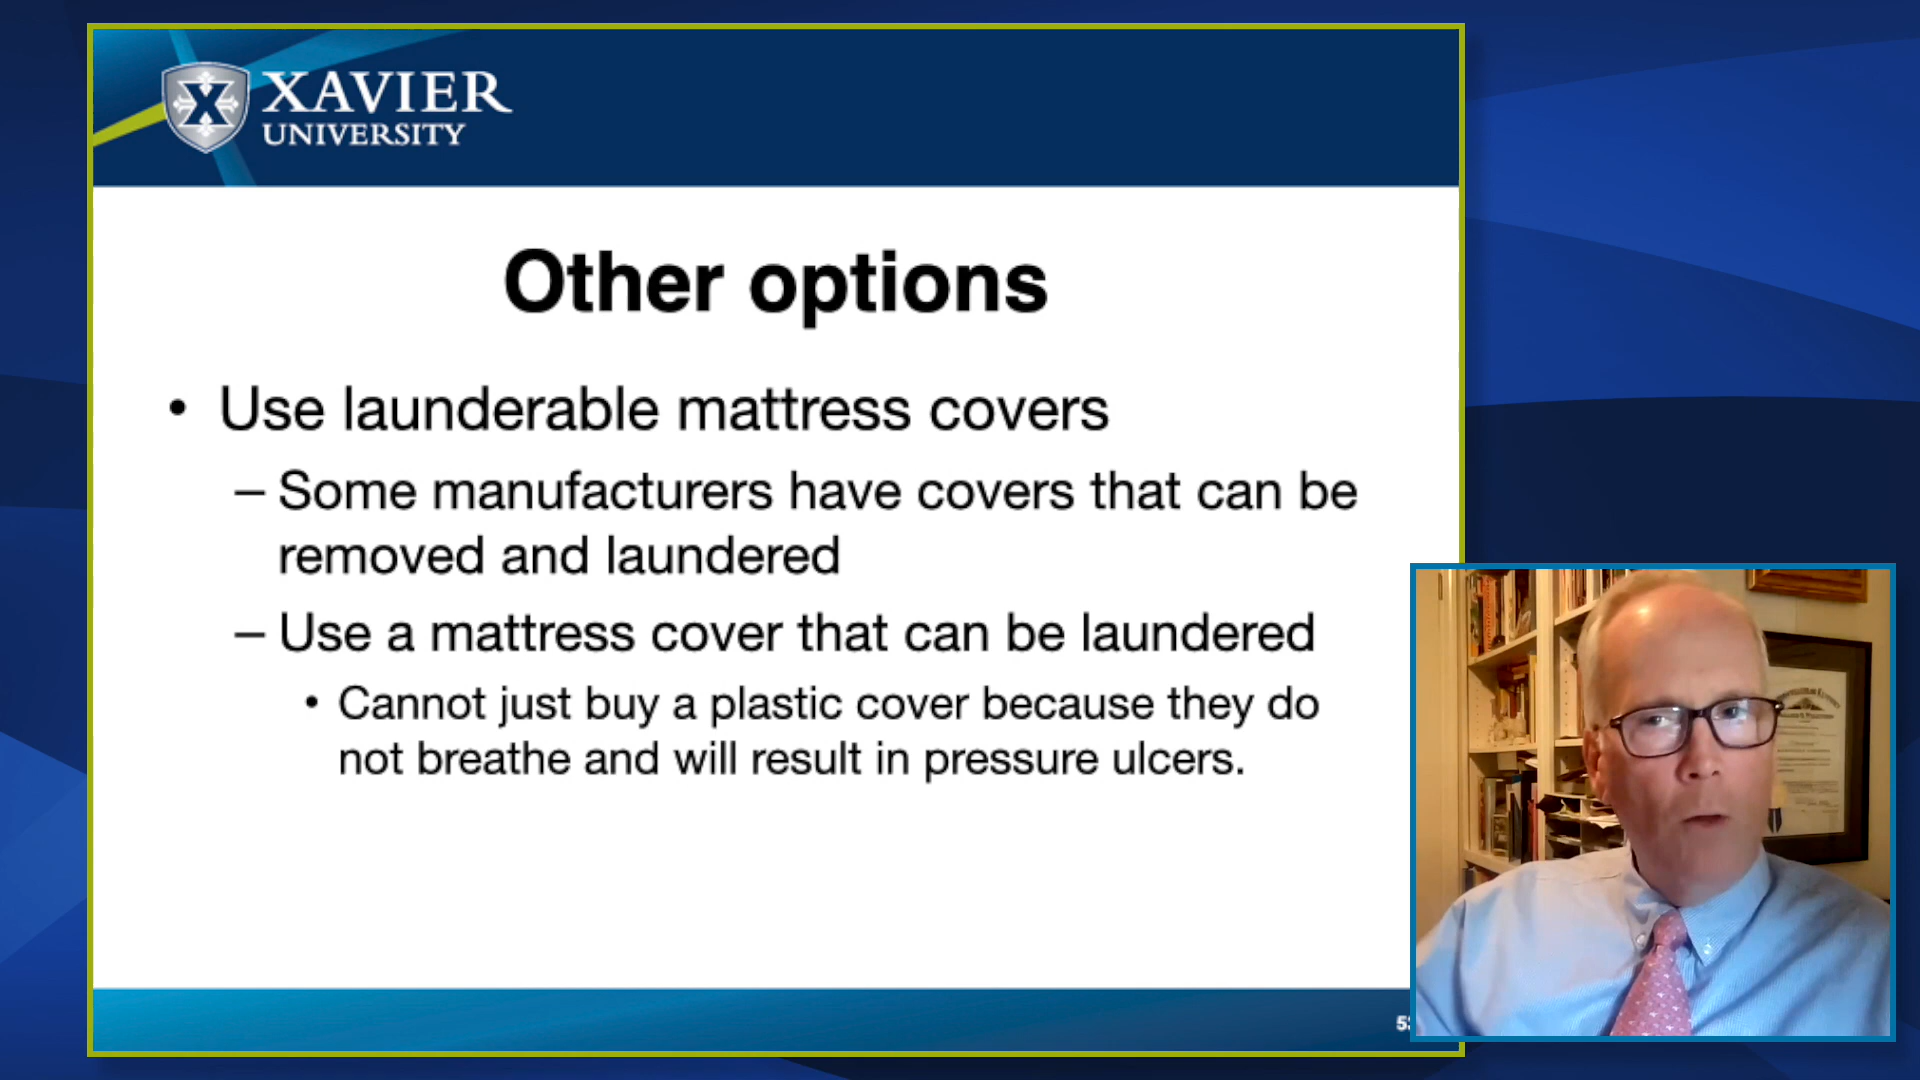 XAVIER
UNIVERSITY
Other options
• Use launderable mattress covers
– Some manufacturers have covers that can be
removed and laundered
– Use a mattress cover that can be laundered
• Cannot just buy a plastic cover because they do
not breathe and will result in pressure ulcers.